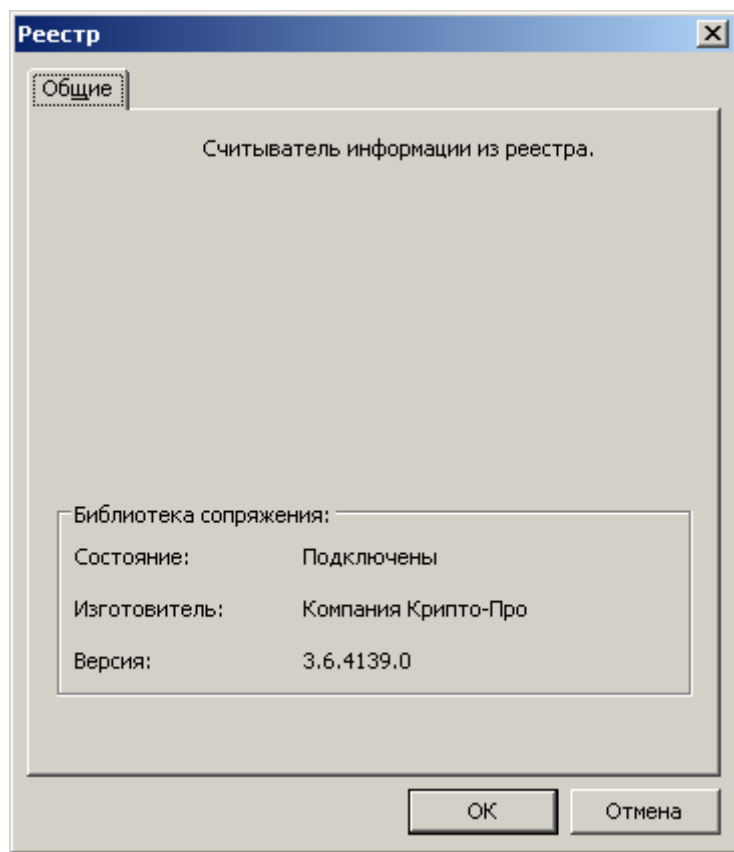 Реестр
Общие
Считыватель информации из реестра.
Библиотека сопряжения:
Состояние: Подключены
Изготовитель: Компания Крипто-Про
Версия: 3.6.4139.0
ОК Отмена